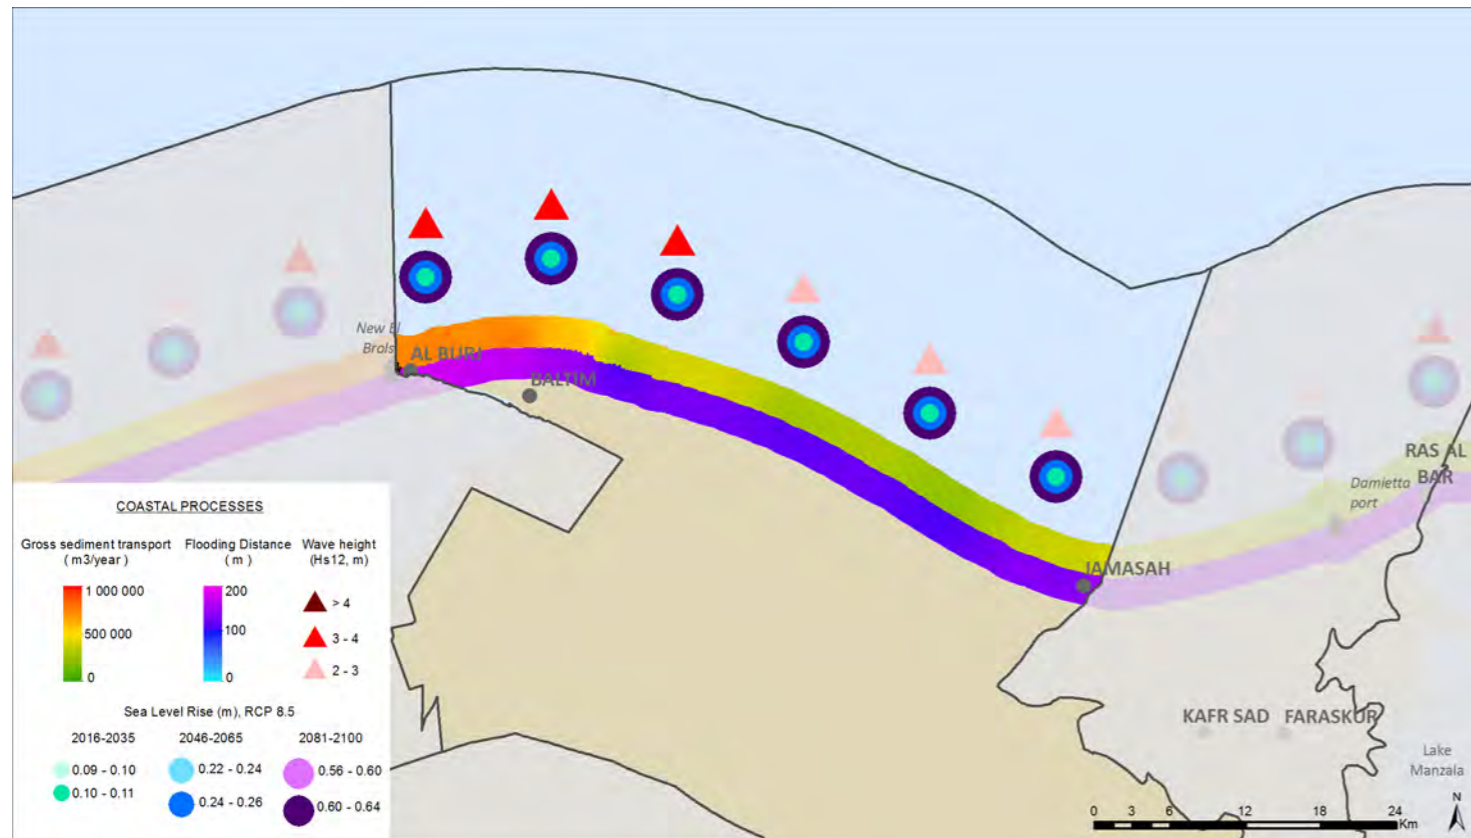 New El
Brols
AL BURJ
BALTIM
JAMASAH
RAS AL
BAR
Damietta
port
KAFR SAD
FARASKUR
Lake
Manzala
COASTAL PROCESSES
Gross sediment transport
( m3/year )
1 000 000
500 000
0
Flooding Distance
( m )
200
100
0
Wave height
(Hs12, m)
> 4
3 - 4
2 - 3
Sea Level Rise (m), RCP 8.5
2016-2035 2046-2065 2081-2100
0.09 - 0.10 0.22 - 0.24 0.56 - 0.60
0.10 - 0.11 0.24 - 0.26 0.60 - 0.64
0 3 6 12 18 24
Km
N